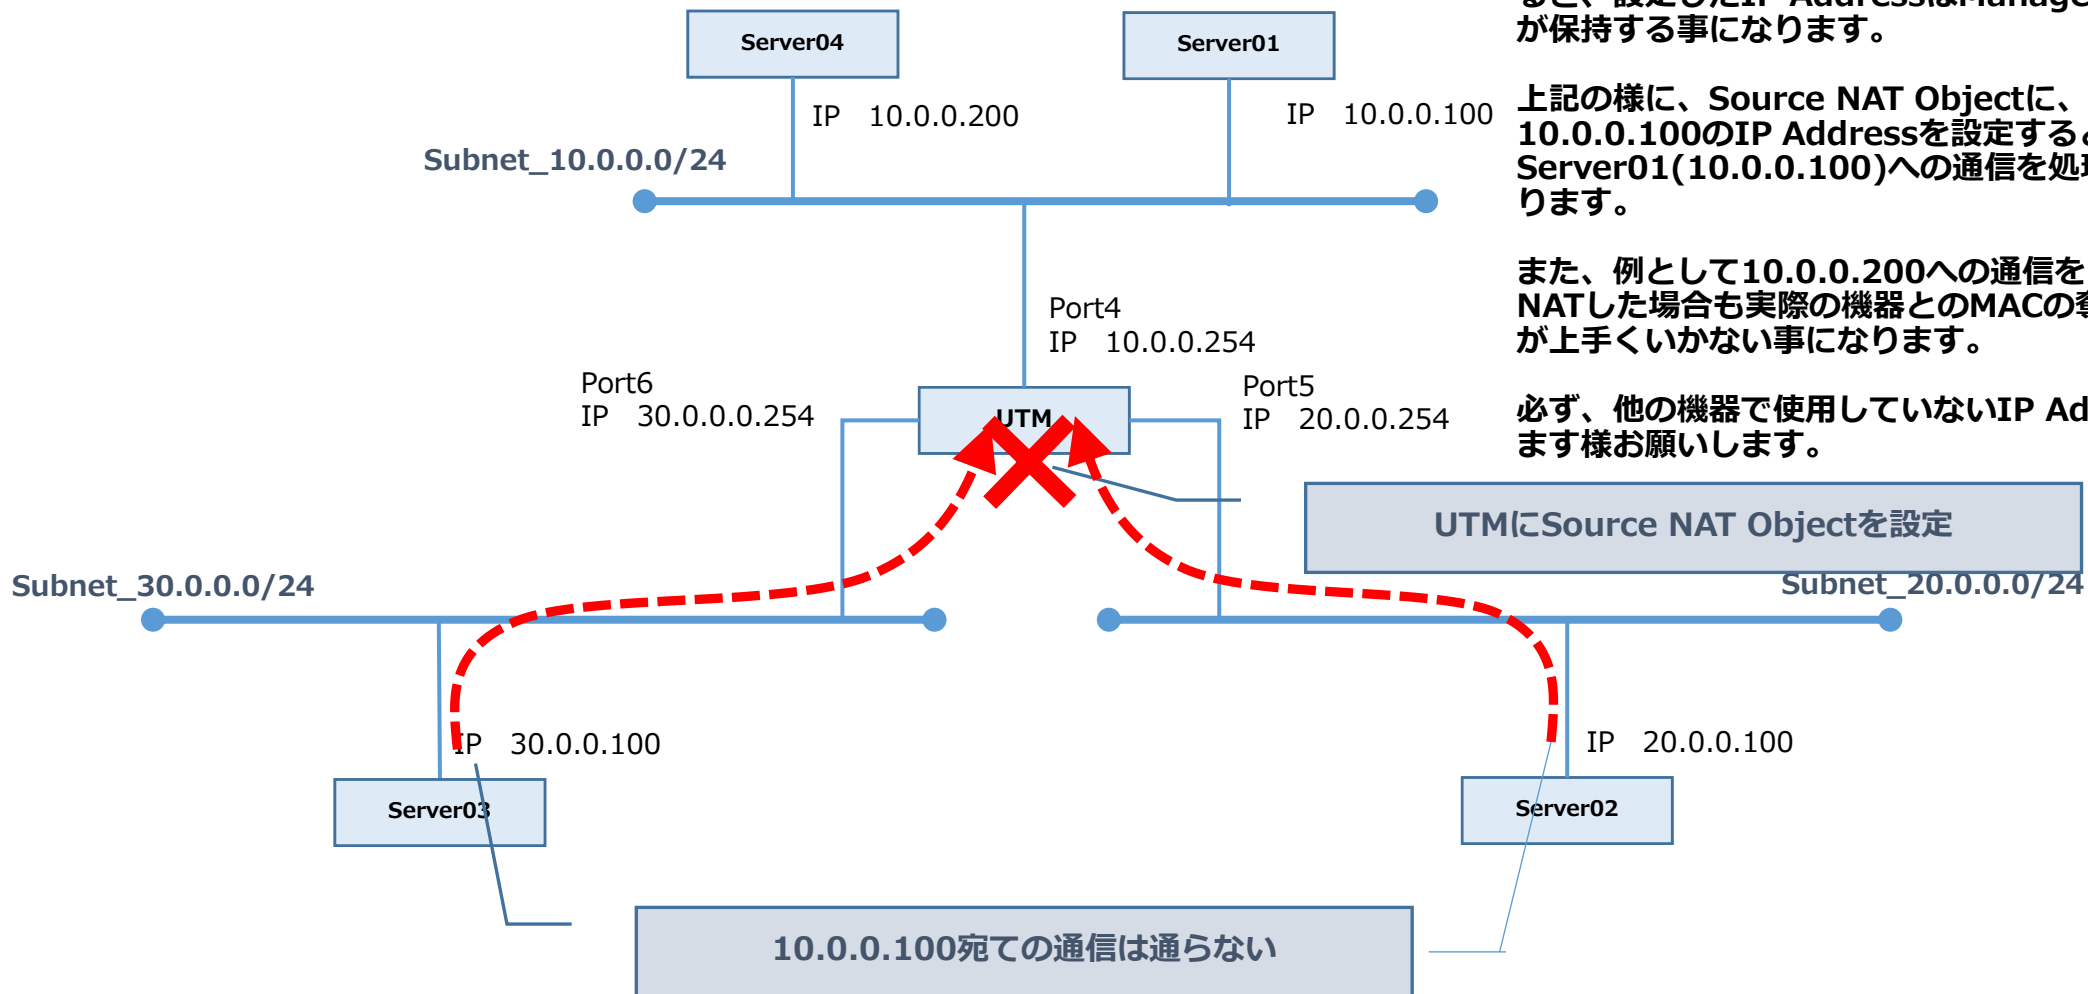 Server04
Server01
IP 10.0.0.200
IP 10.0.0.100
Subnet_10.0.0.0/24
が保持する事になります。
上記の様に、Source NAT Objectに、
10.0.0.100のIP Addressを設定する
Server01(10.0.0.100)への通信を処
ります。
また、例として10.0.0.200への通信を
NATした場合も実際の機器とのMACの
が上手くいかない事になります。
必ず、他の機器で使用していないIP Ad
ます様お願いします。
Port4
IP 10.0.0.254
Port6
IP 30.0.0.0.254
UTM
Port5
IP 20.0.0.254
UTMにSource NAT Objectを設定
Subnet_30.0.0.0/24
Subnet_20.0.0.0/24
IP 30.0.0.100
IP 20.0.0.100
Server03
Server02
10.0.0.100宛ての通信は通らない